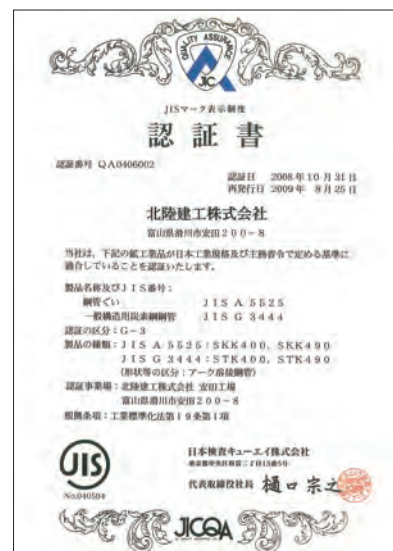 QUALITY ASSURANCE
JIC
JISマーク表示制度
認証書
認証番号 QA0406002
認証日 2008年10月31日
再発行日 2009年 8月25日
北陸建工株式会社
富山県滑川市安田200-8
当社は、下記の鉱工業品が日本工業規格及び主務省令で定める基準に
適合していることを認証いたします。
製品名称及びJIS番号：
鋼管ぐい JIS A 5525
一般構造用炭素鋼鋼管 JIS G 3444
認証の区分：G-3
製品の種類：JIS A 5525：SKK400、SKK490
JIS G 3444：STK400、STK490
(形状等の区分：アーク溶接鋼管)
認証事業場：北陸建工株式会社 安田工場
富山県滑川市安田200-8
根拠条項：工業標準化法第19条第1項
JIS
No.040604
日本検査キューエイ株式会社
代表取締役社長 樋口宗之
JICQA